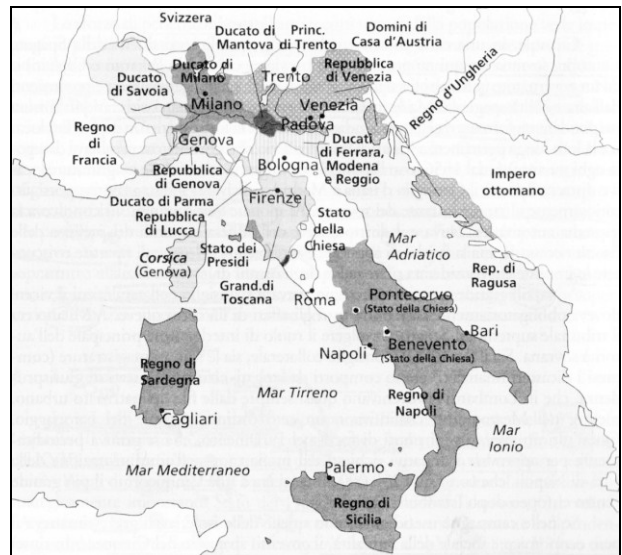 Svizzera
Ducato di
Mantova
Princ.
di Trento
Domini di
Casa d'Austria
Ducato
di Savoia
Ducato di
Milano
Milano
Trento
Repubblica
di Venezia
Venezia
Padova
Regno d'Ungheria
Regno
di
Francia
Genova
Bologna
Ducati
di Ferrara,
Modena
e Reggio
Impero
ottomano
Repubblica
di Genova
Ducato di Parma
Repubblica
di Lucca
Firenze
Stato
della
Chiesa
Mar
Adriatico
Corsica
(Genova)
Stato dei
Presidi
Grand. di
Toscana
Roma
Rep. di
Ragusa
Pontecorvo
(Stato della Chiesa)
Bari
Napoli
Benevento
(Stato della Chiesa)
Regno di
Sardegna
Cagliari
Mar Tirreno
Regno di
Napoli
Mar
Ionio
Mar Mediterraneo
Palermo
Regno di
Sicilia